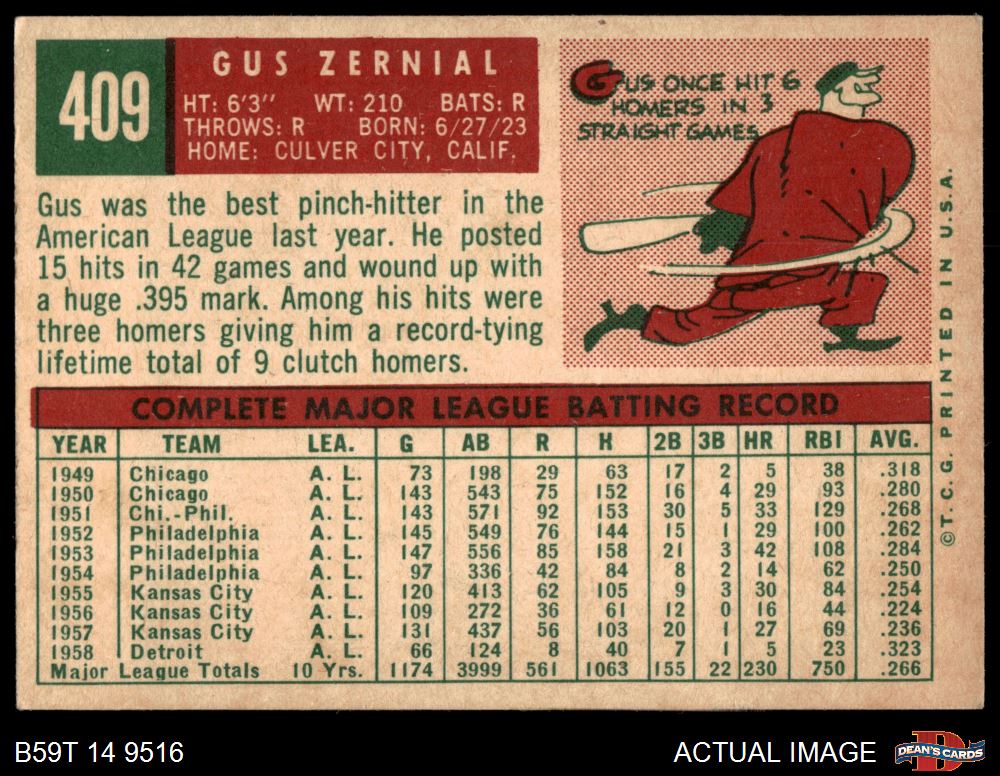 409
GUS ZERNIAL
HT: 6'3" WT: 210 BATS: R
THROWS: R BORN: 6/27/23
HOME: CULVER CITY, CALIF.
GUS ONCE HIT 6
HOMERS IN 3
STRAIGHT GAMES
Gus was the best pinch-hitter in the
American League last year. He posted
15 hits in 42 games and wound up with
a huge .395 mark. Among his hits were
three homers giving him a record-tying
lifetime total of 9 clutch homers.
COMPLETE MAJOR LEAGUE BATTING RECORD
YEAR TEAM LEA. G AB R H 2B 3B HR RBI AVG.
1949 Chicago A. L. 73 198 29 63 17 2 5 38 .318
1950 Chicago A. L. 143 543 75 152 16 4 29 93 .280
1951 Chi.-Phil. A. L. 143 571 92 153 30 5 33 129 .268
1952 Philadelphia A. L. 145 549 76 144 15 1 29 100 .262
1953 Philadelphia A. L. 147 556 85 158 21 3 42 108 .284
1954 Philadelphia A. L. 97 336 42 84 8 2 14 62 .250
1955 Kansas City A. L. 120 413 62 105 9 3 30 84 .254
1956 Kansas City A. L. 109 272 36 61 12 0 16 44 .224
1957 Kansas City A. L. 131 437 56 103 20 1 27 69 .236
1958 Detroit A. L. 66 124 8 40 7 1 5 23 .323
Major League Totals 10 Yrs. 1174 3999 561 1063 155 22 230 750 .266
© T. C. G. PRINTED IN U.S.A.
B59T 14 9516
ACTUAL IMAGE
DEAN'S CARDS